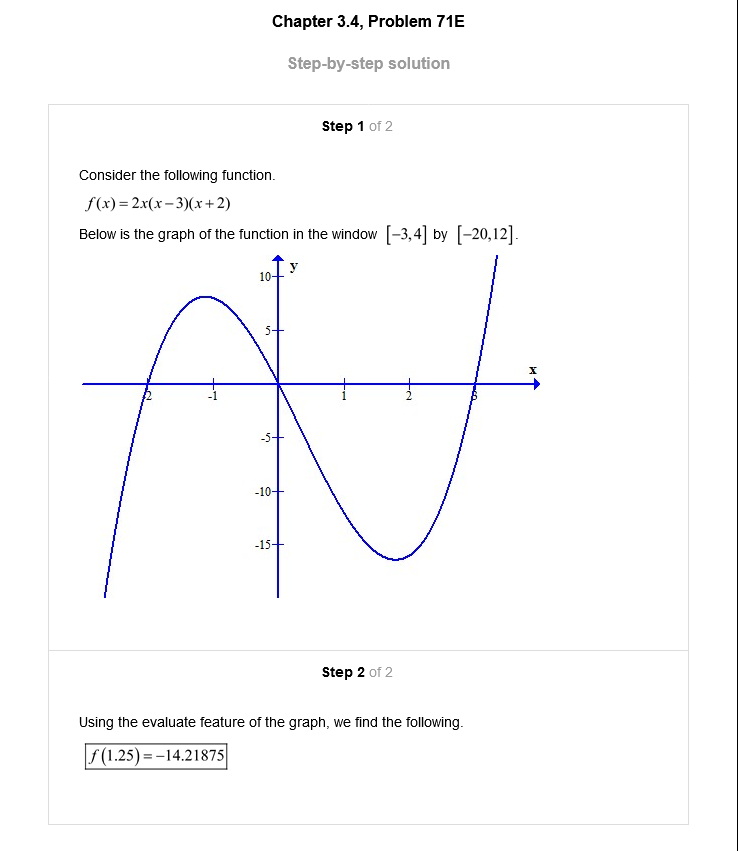 Chapter 3.4, Problem 71E
Step-by-step solution
Step 1 of 2
Consider the following function.
f(x) = 2x(x−3)(x+2)
Below is the graph of the function in the window [−3,4] by [−20,12].
y
10
5
x
-2 -1 1 2 3
-5
-10
-15
Step 2 of 2
Using the evaluate feature of the graph, we find the following.
f(1.25) = −14.21875